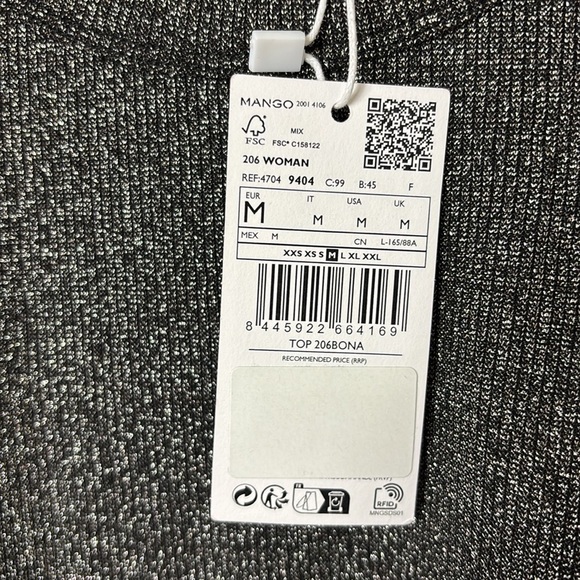 MANGO 2001 4106
MIX
FSC FSC® C158122
206 WOMAN
REF:4704 9404 C:99 B:45 F
EUR IT USA UK
M M M M
MEX M CN L-165/88A
XXS XS S M L XL XXL
8 445922 664169
TOP 206BONA
RECOMMENDED PRICE (RRP)
RFID